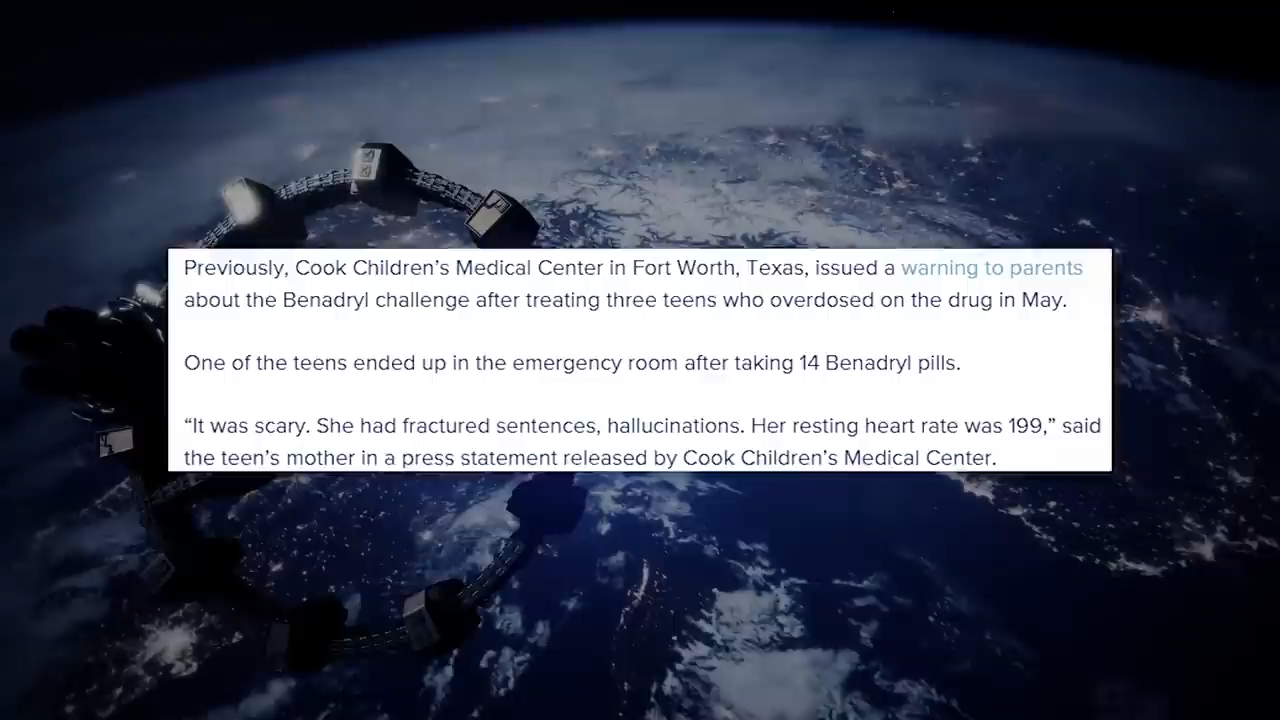 Previously, Cook Children’s Medical Center in Fort Worth, Texas, issued a warning to parents
about the Benadryl challenge after treating three teens who overdosed on the drug in May.
One of the teens ended up in the emergency room after taking 14 Benadryl pills.
“It was scary. She had fractured sentences, hallucinations. Her resting heart rate was 199,” said
the teen’s mother in a press statement released by Cook Children’s Medical Center.